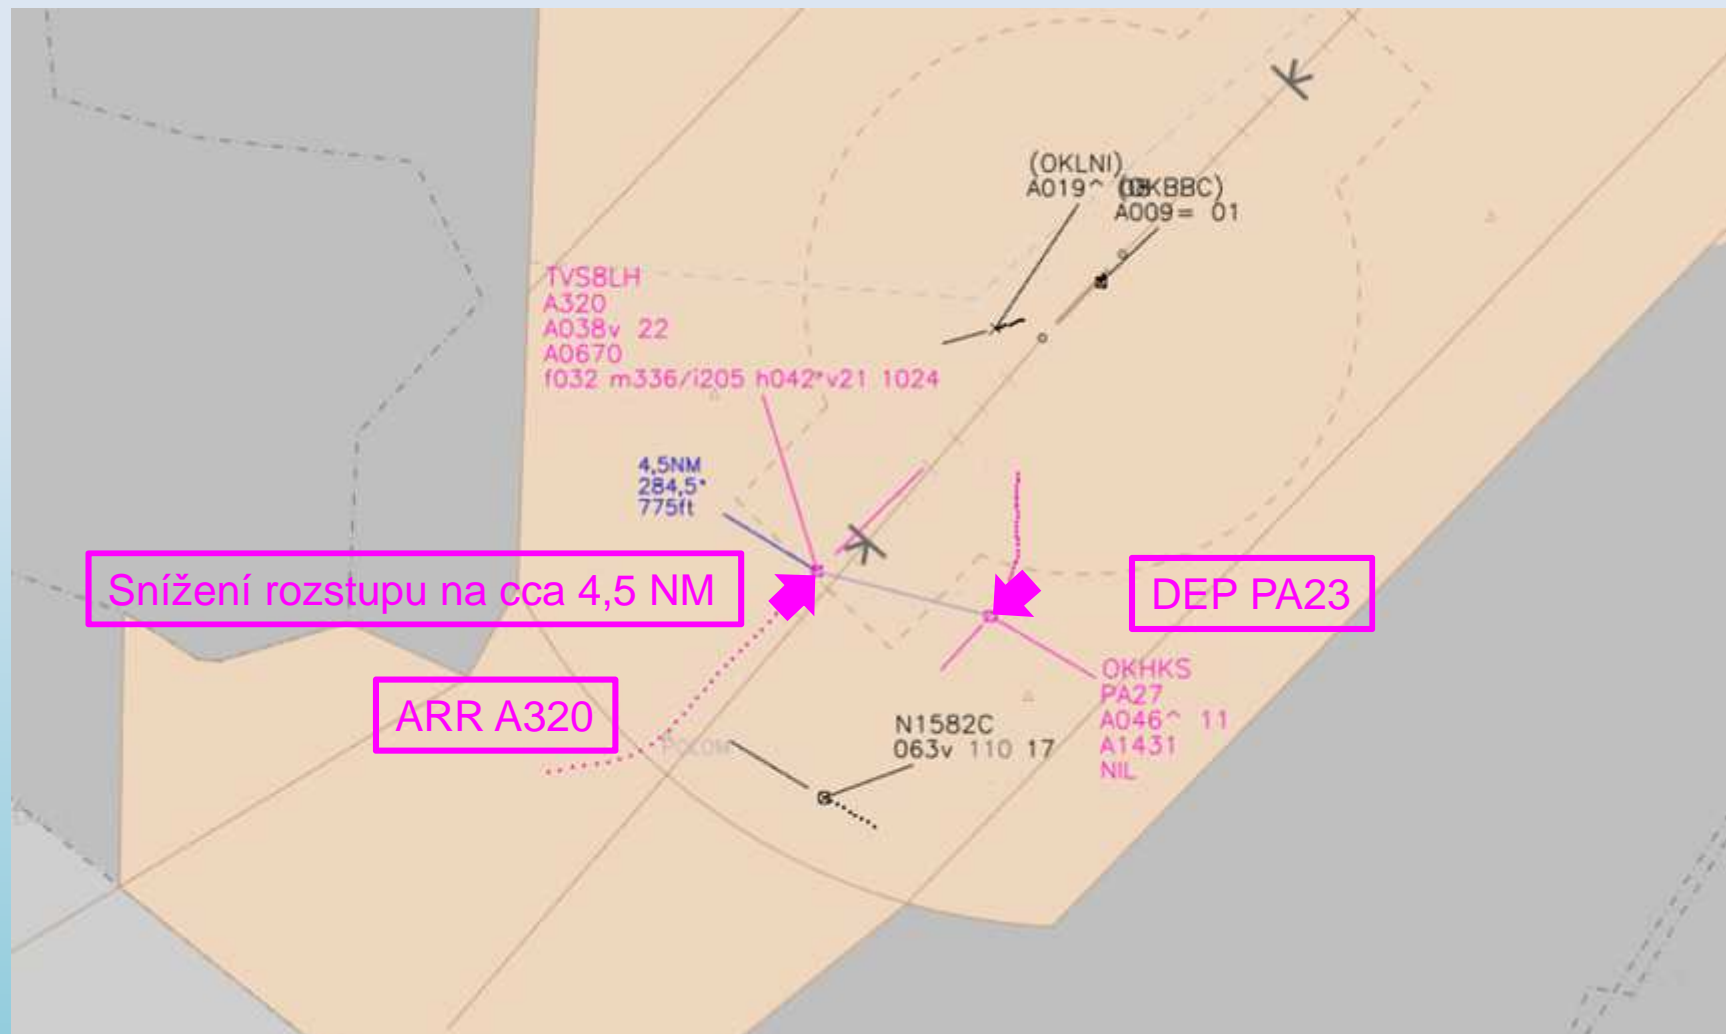 (OKLNI)
A019^
(OKBBC)
A009= 01
TVS8LH
A320
A038v 22
A0670
f032 m336/i205 h042*v21 1024
4,5NM
284,5°
775ft
Snížení rozstupu na cca 4,5 NM
DEP PA23
ARR A320
OKHKS
PA27
A046^ 11
A1431
NIL
N1582C
063v 110 17
POLOM